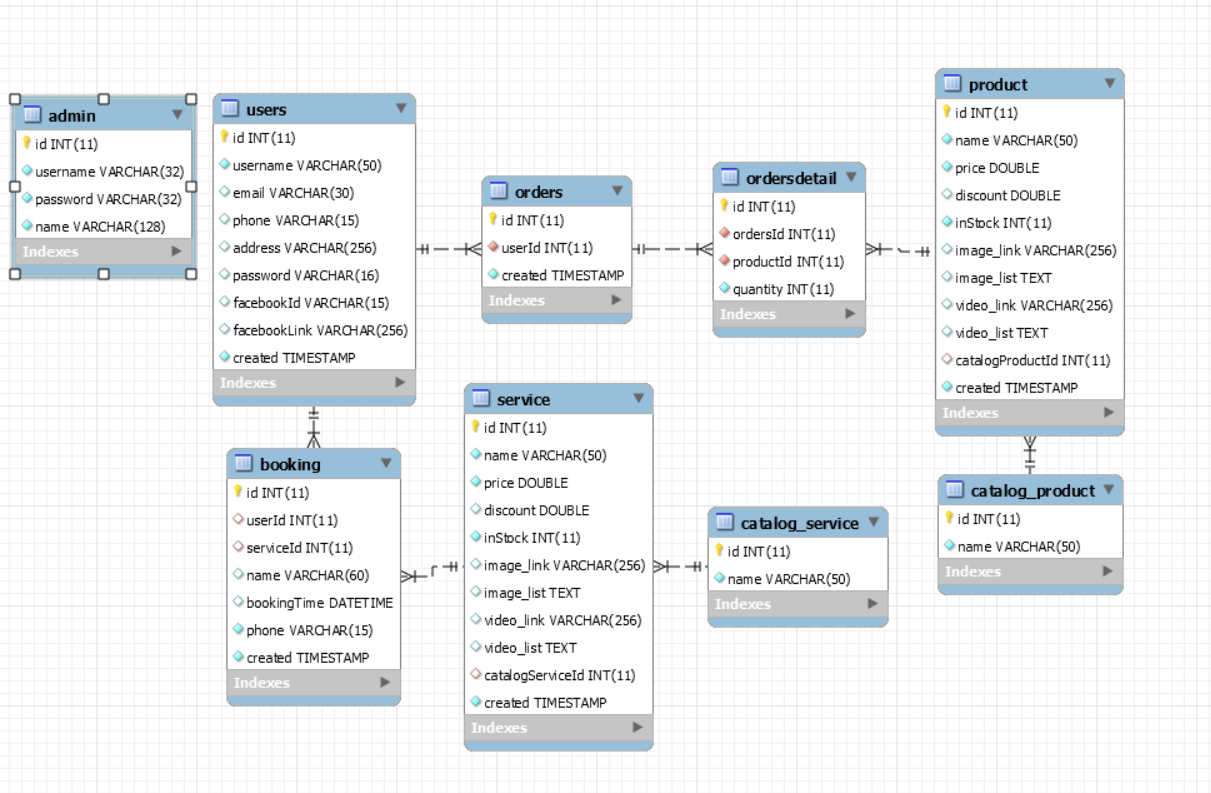 admin
id INT(11)
username VARCHAR(32)
password VARCHAR(32)
name VARCHAR(128)
Indexes
users
id INT(11)
username VARCHAR(50)
email VARCHAR(30)
phone VARCHAR(15)
address VARCHAR(256)
password VARCHAR(16)
facebookId VARCHAR(15)
facebookLink VARCHAR(256)
created TIMESTAMP
Indexes
orders
id INT(11)
userId INT(11)
created TIMESTAMP
Indexes
ordersdetail
id INT(11)
ordersId INT(11)
productId INT(11)
quantity INT(11)
Indexes
product
id INT(11)
name VARCHAR(50)
price DOUBLE
discount DOUBLE
inStock INT(11)
image_link VARCHAR(256)
image_list TEXT
video_link VARCHAR(256)
video_list TEXT
catalogProductId INT(11)
created TIMESTAMP
Indexes
booking
id INT(11)
userId INT(11)
serviceId INT(11)
name VARCHAR(60)
bookingTime DATETIME
phone VARCHAR(15)
created TIMESTAMP
Indexes
service
id INT(11)
name VARCHAR(50)
price DOUBLE
discount DOUBLE
inStock INT(11)
image_link VARCHAR(256)
image_list TEXT
video_link VARCHAR(256)
video_list TEXT
catalogServiceId INT(11)
created TIMESTAMP
Indexes
catalog_service
id INT(11)
name VARCHAR(50)
Indexes
catalog_product
id INT(11)
name VARCHAR(50)
Indexes